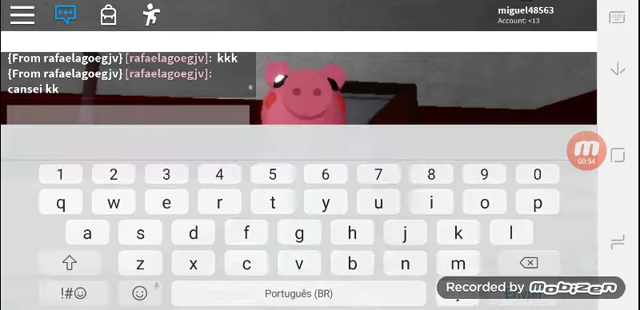 miguel48563
Account: <13
{From rafaelagoegjv} [rafaelagoegjv]: kkk
{From rafaelagoegjv} [rafaelagoegjv]:
cansei kk
00:54
1 2 3 4 5 6 7 8 9 0
q w e r t y u i o p
a s d f g h j k l
z x c v b n m
!#☺ Português (BR) .
Recorded by MOBIZEN